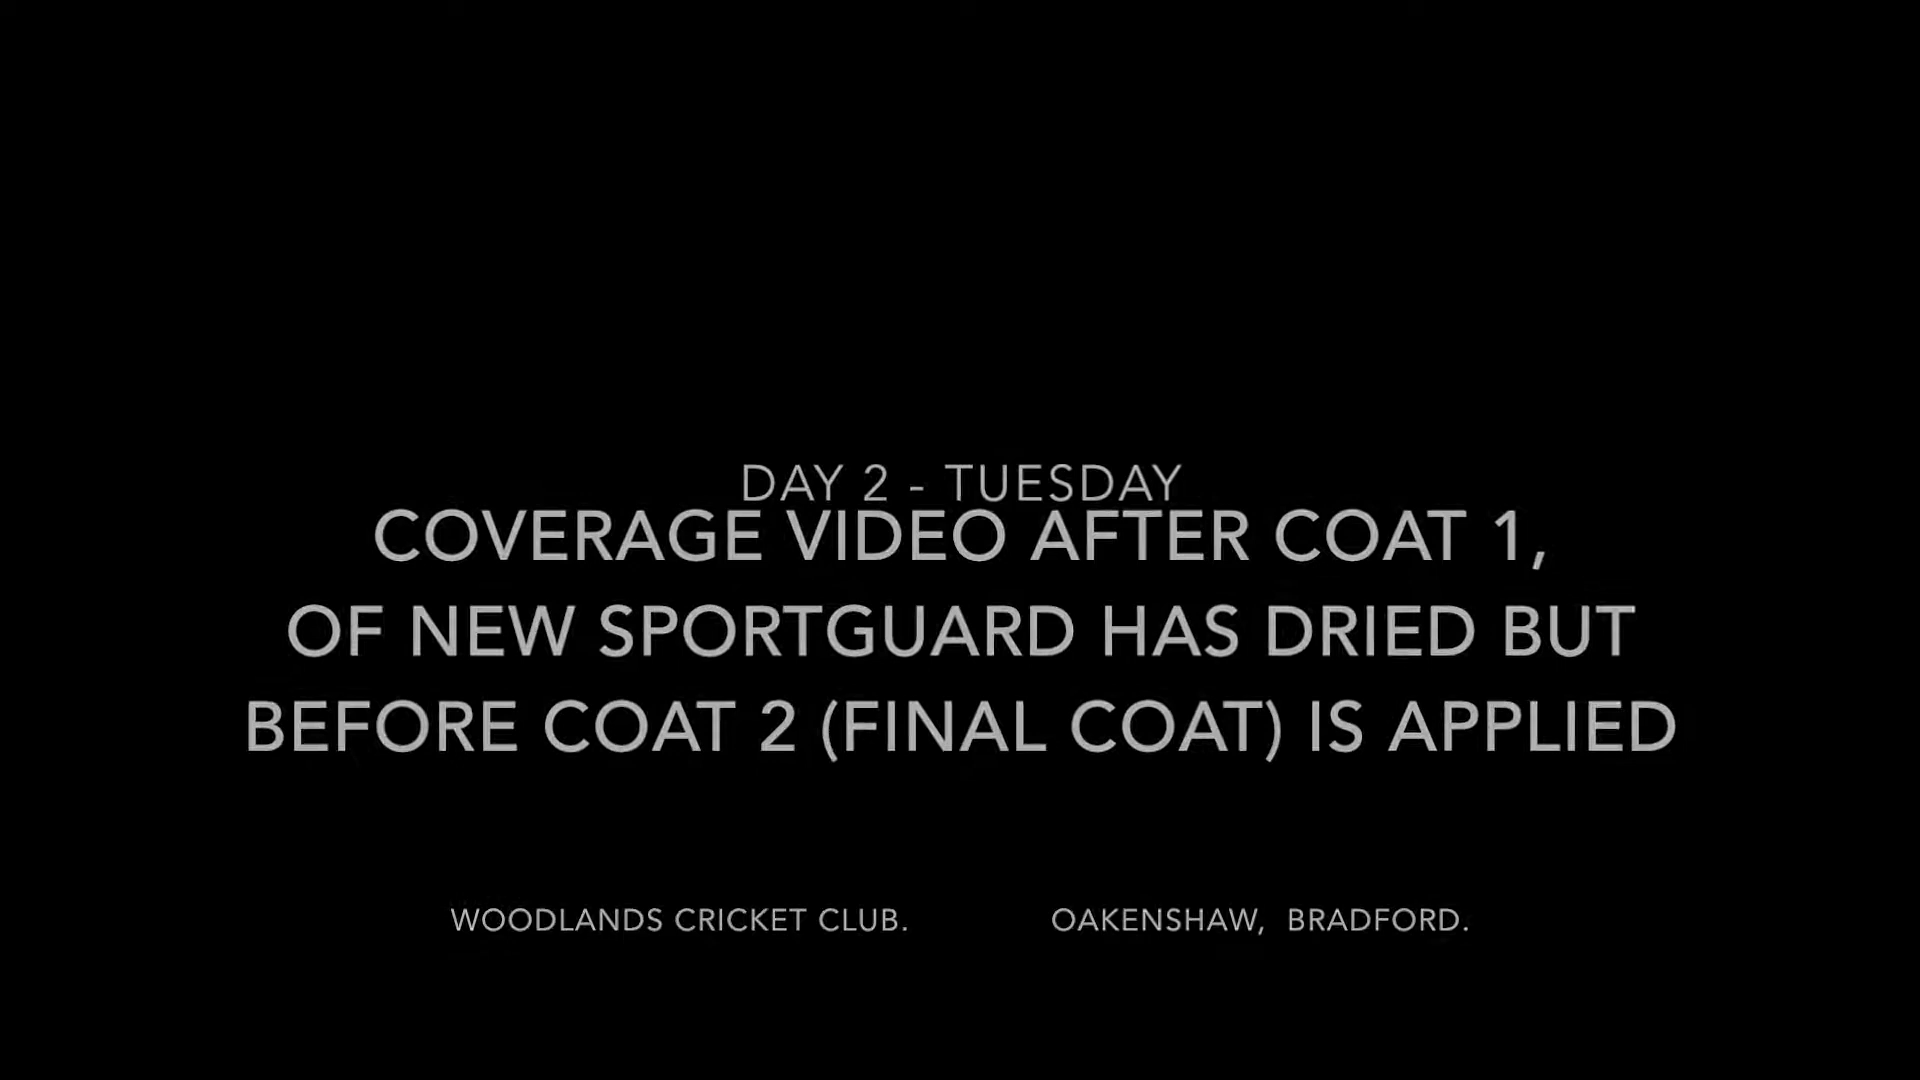 DAY 2 - TUESDAY
COVERAGE VIDEO AFTER COAT 1,
OF NEW SPORTGUARD HAS DRIED BUT
BEFORE COAT 2 (FINAL COAT) IS APPLIED
WOODLANDS CRICKET CLUB. OAKENSHAW, BRADFORD.